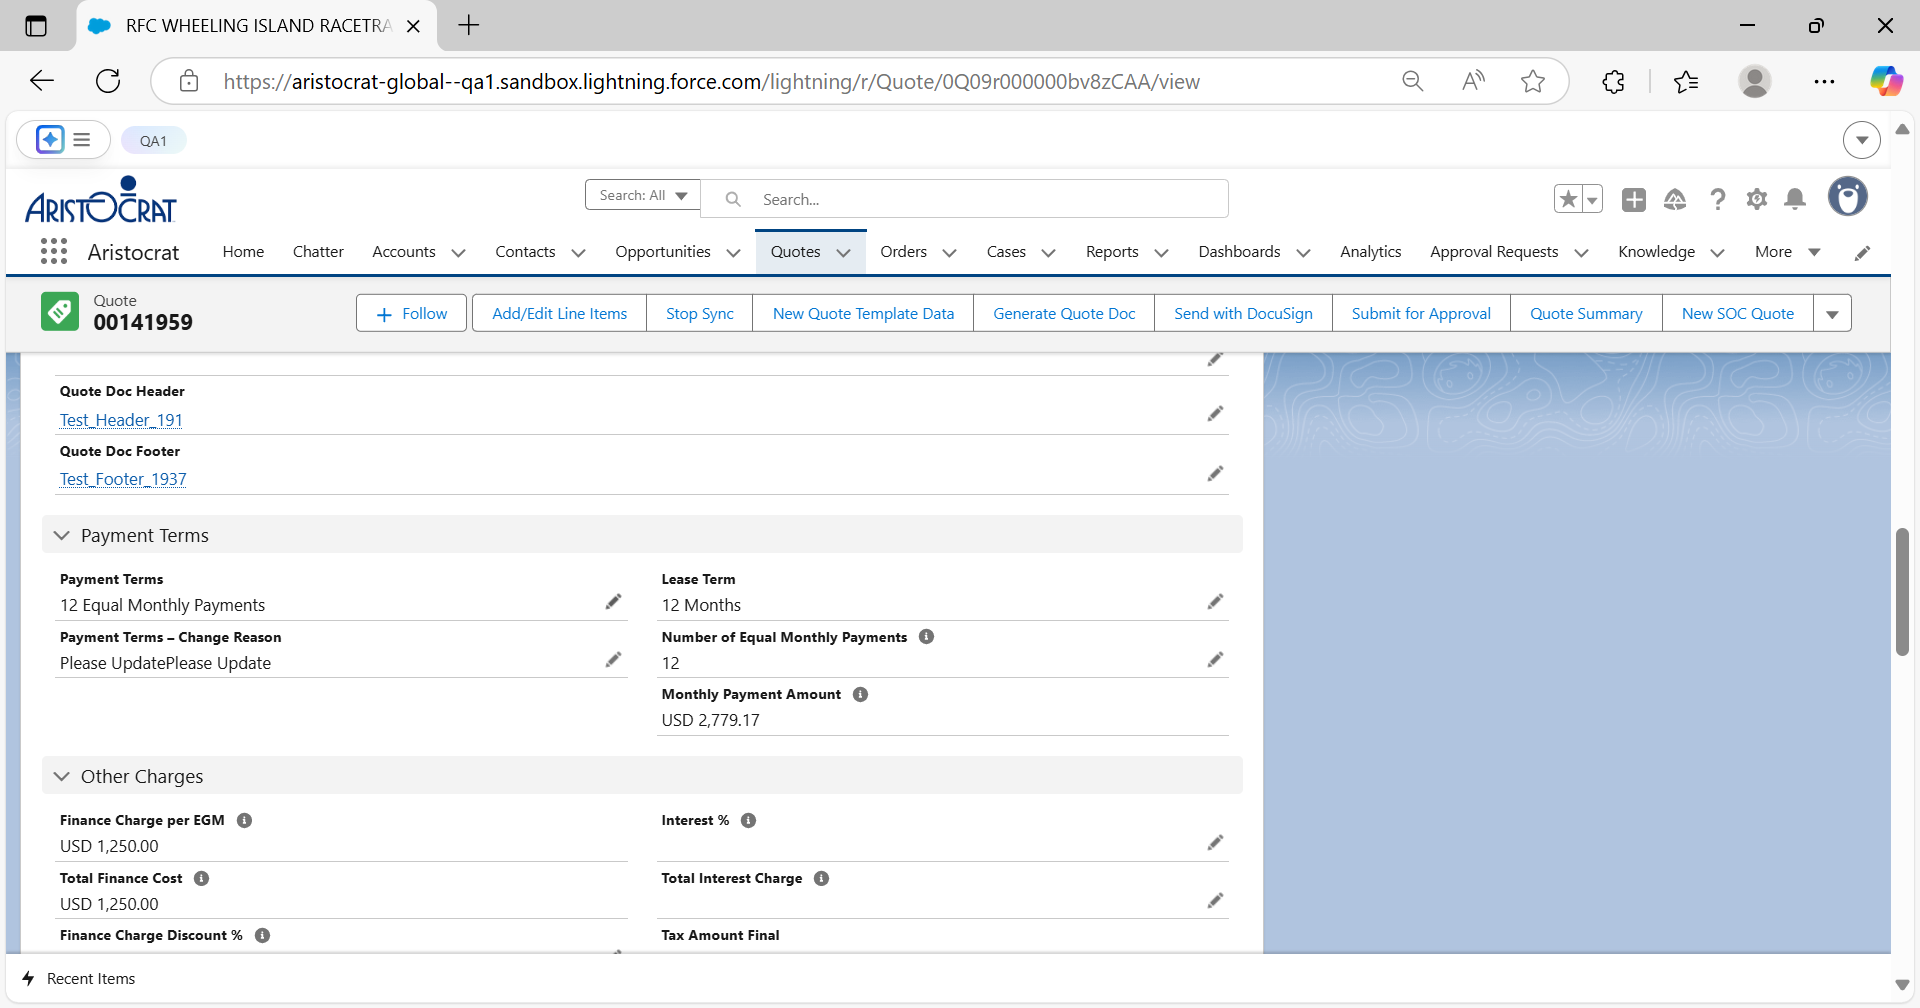 RFC WHEELING ISLAND RACETRA
https://aristocrat-global--qa1.sandbox.lightning.force.com/lightning/r/Quote/0Q09r000000bv8zCAA/view
QA1
ARISTOCRAT
Search: All
Search...
Aristocrat
Home
Chatter
Accounts
Contacts
Opportunities
Quotes
Orders
Cases
Reports
Dashboards
Analytics
Approval Requests
Knowledge
More
Quote
00141959
Follow
Add/Edit Line Items
Stop Sync
New Quote Template Data
Generate Quote Doc
Send with DocuSign
Submit for Approval
Quote Summary
New SOC Quote
Quote Doc Header
Test_Header_191
Quote Doc Footer
Test_Footer_1937
Payment Terms
Payment Terms
12 Equal Monthly Payments
Lease Term
12 Months
Payment Terms – Change Reason
Please UpdatePlease Update
Number of Equal Monthly Payments
12
Monthly Payment Amount
USD 2,779.17
Other Charges
Finance Charge per EGM
USD 1,250.00
Interest %
Total Finance Cost
USD 1,250.00
Total Interest Charge
Finance Charge Discount %
Tax Amount Final
Recent Items